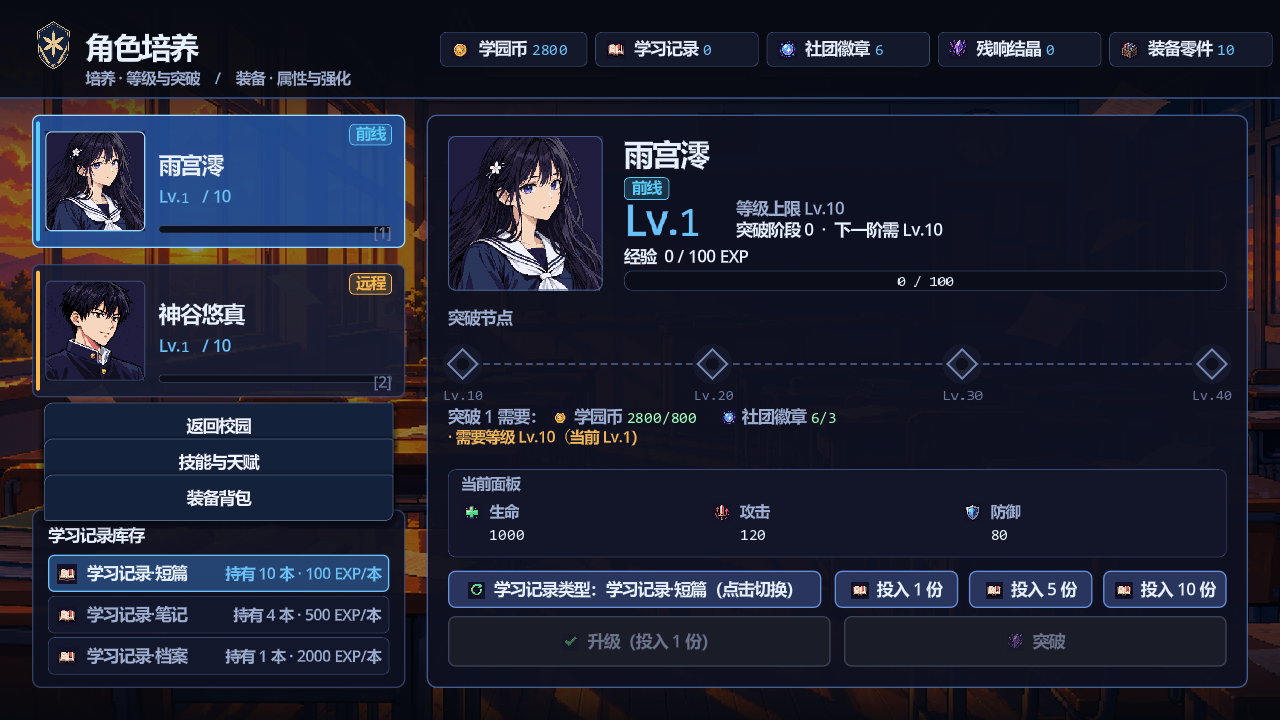 角色培养
培养·等级与突破 / 装备·属性与强化
学园币 2800
学习记录 0
社团徽章 6
残响结晶 0
装备零件 10
前线
雨宫澪
Lv.1 / 10
[1]
远程
神谷悠真
Lv.1 / 10
[2]
返回校园
技能与天赋
装备背包
学习记录库存
学习记录·短篇 持有 10 本 · 100 EXP/本
学习记录·笔记 持有 4 本 · 500 EXP/本
学习记录·档案 持有 1 本 · 2000 EXP/本
雨宫澪
前线
Lv.1
等级上限 Lv.10
突破阶段 0 · 下一阶需 Lv.10
经验 0 / 100 EXP
0 / 100
突破节点
Lv.10 Lv.20 Lv.30 Lv.40
突破 1 需要： 学园币 2800/800 社团徽章 6/3
· 需要等级 Lv.10（当前 Lv.1）
当前面板
生命 攻击 防御
1000 120 80
学习记录类型：学习记录·短篇（点击切换）
投入 1 份
投入 5 份
投入 10 份
升级（投入 1 份）
突破